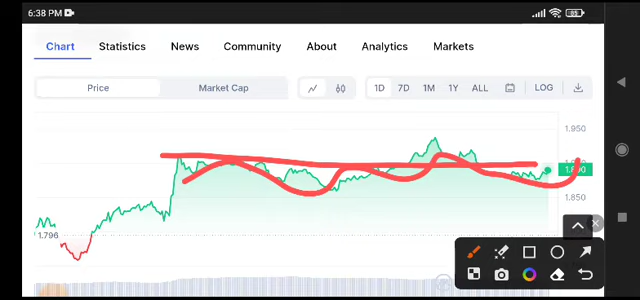 6:38 PM
85
Chart Statistics News Community About Analytics Markets
Price Market Cap 1D 7D 1M 1Y ALL LOG
1.950
1.850
1.796